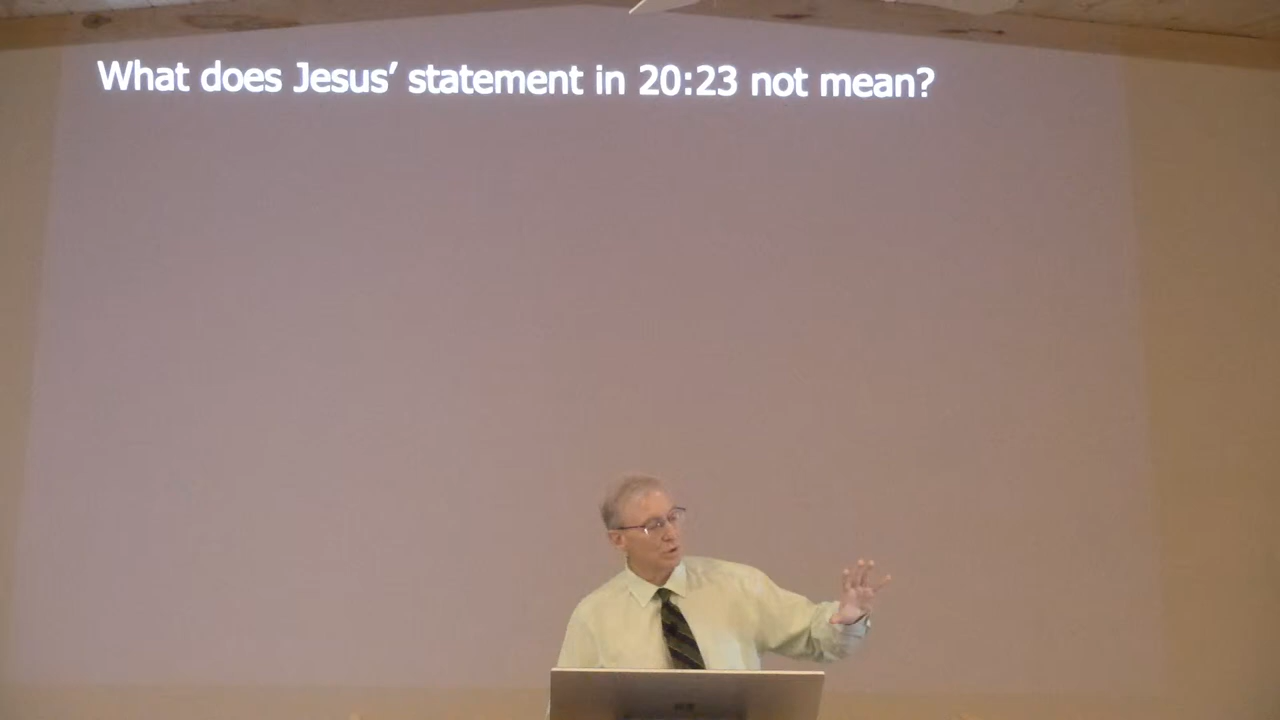 What does Jesus’ statement in 20:23 not mean?